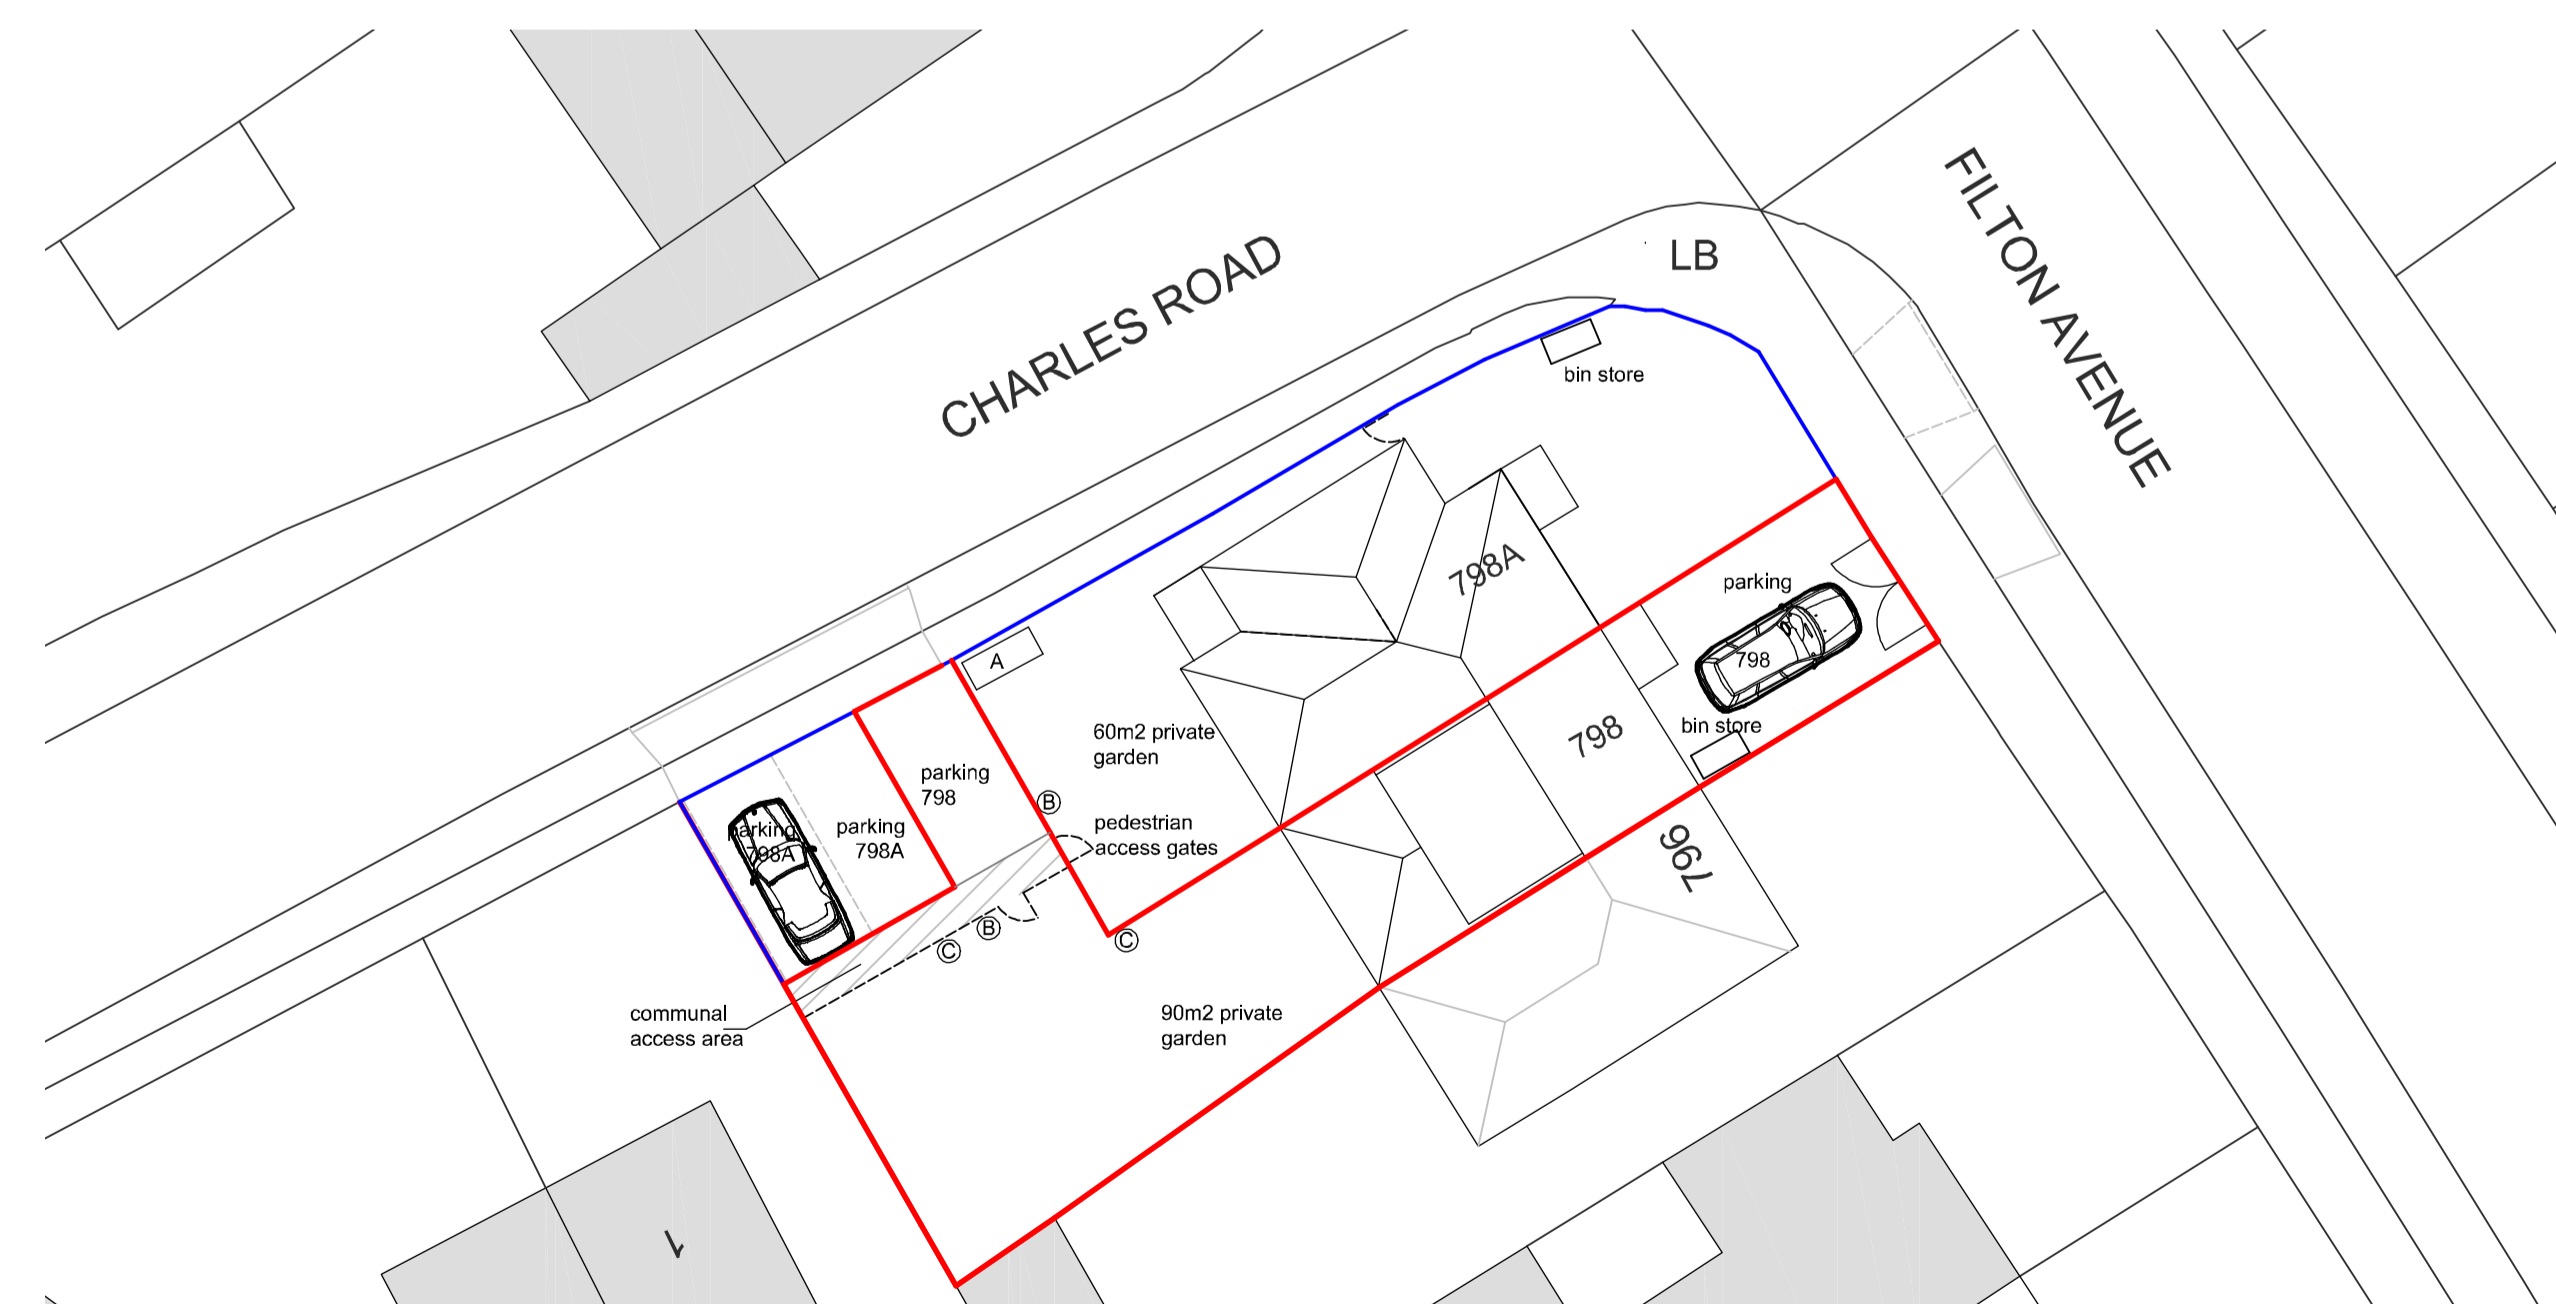 FILTON AVENUE
LB
CHARLES ROAD
bin store
798A
parking
798
A
bin store
60m2 private
garden
798
parking
798
B
parking
798A
parking
798A
pedestrian
access gates
796
B
C
C
communal
access area
90m2 private
garden
1